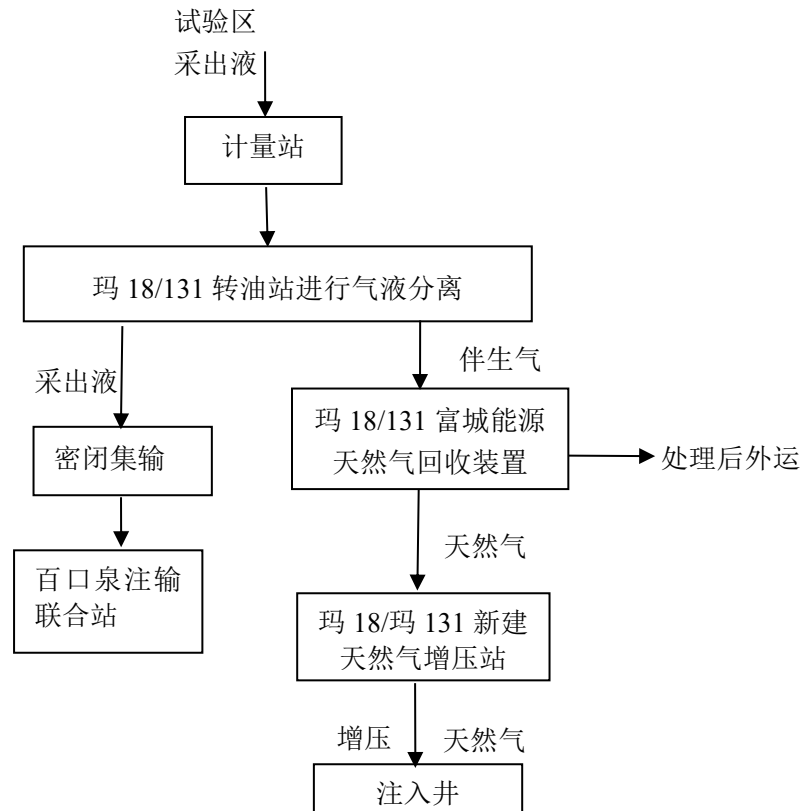 试验区
采出液
计量站
玛 18/131 转油站进行气液分离
采出液
伴生气
密闭集输
玛 18/131 富城能源
天然气回收装置
处理后外运
百口泉注输
联合站
天然气
玛 18/玛 131 新建
天然气增压站
增压
天然气
注入井